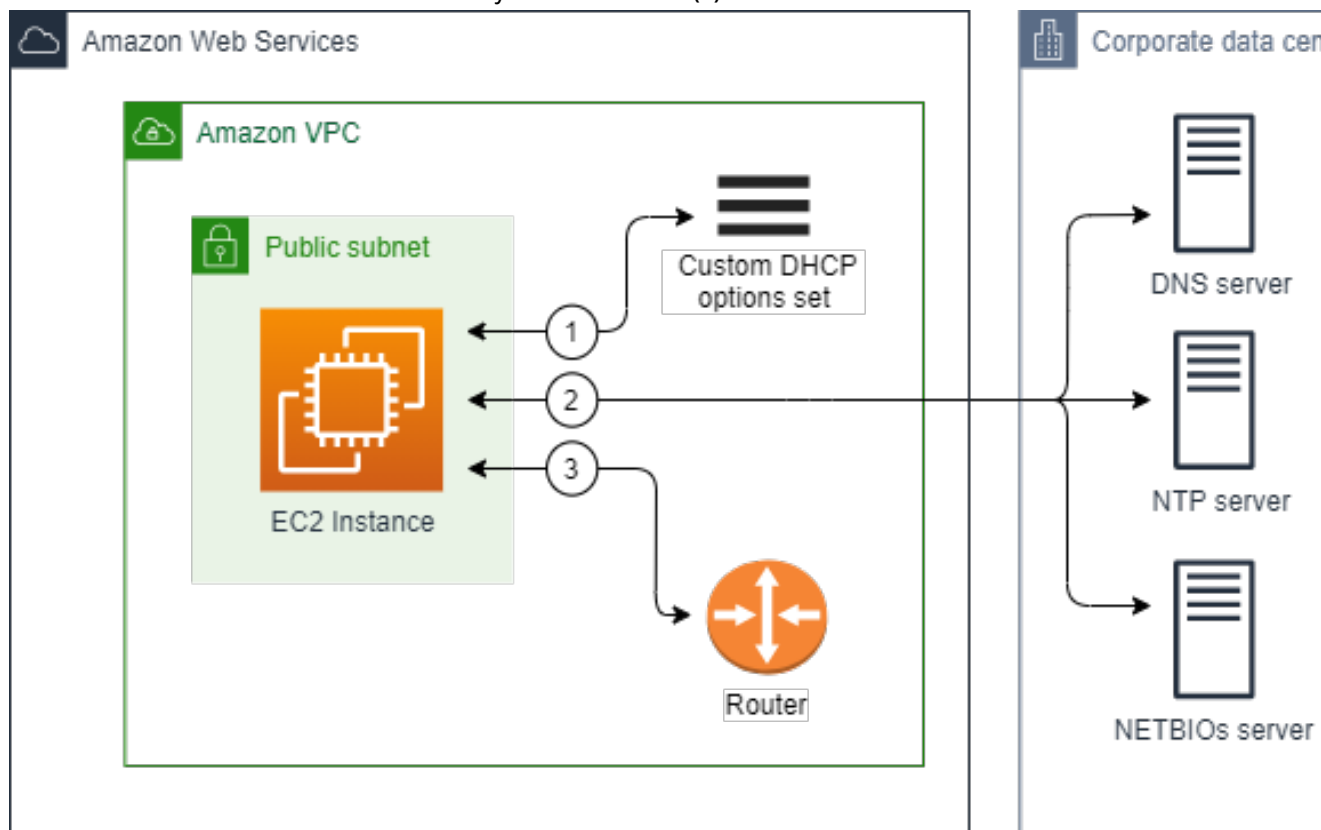 Amazon Web Services
Corporate data cen
Amazon VPC
Public subnet
Custom DHCP
options set
DNS server
1
2
3
NTP server
EC2 Instance
Router
NETBIOs server